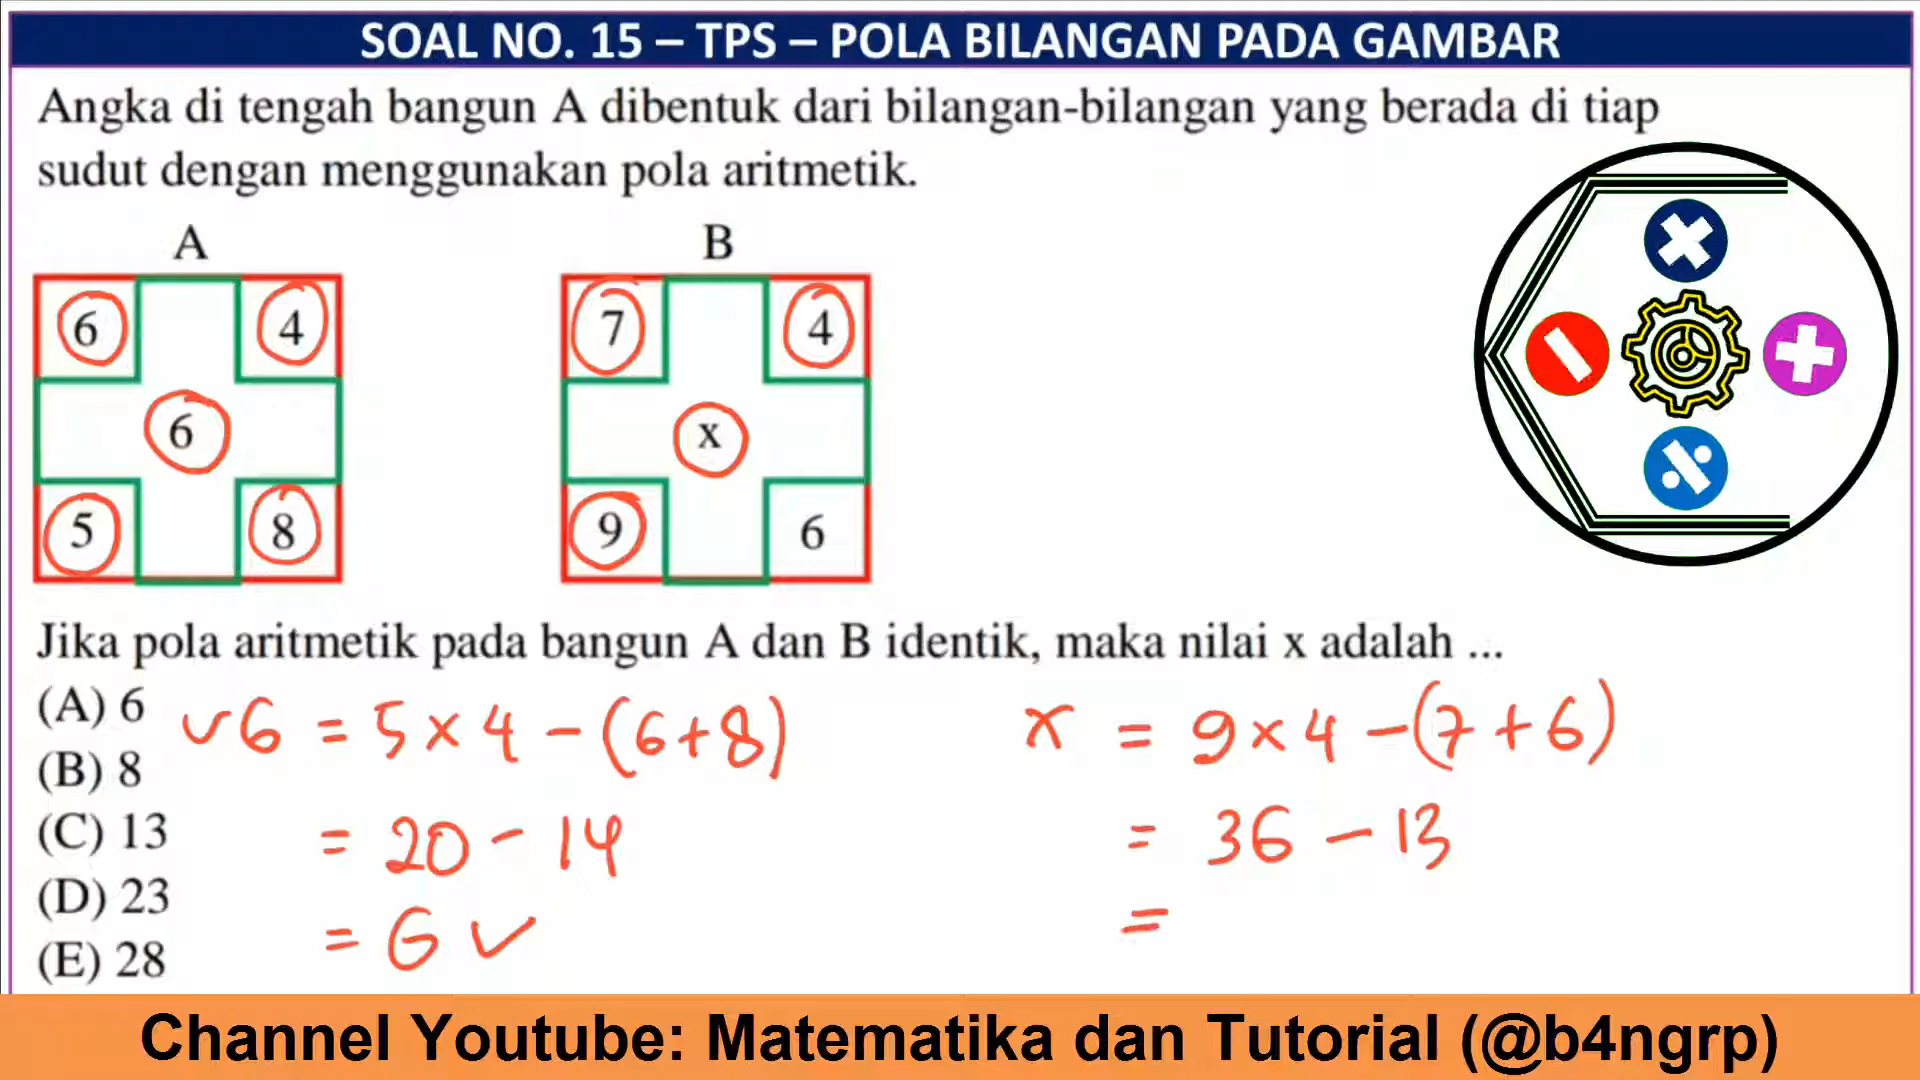 SOAL NO. 15 – TPS – POLA BILANGAN PADA GAMBAR
Angka di tengah bangun A dibentuk dari bilangan-bilangan yang berada di tiap
sudut dengan menggunakan pola aritmetik.
A
6 4
6
5 8
B
7 4
x
9 6
Jika pola aritmetik pada bangun A dan B identik, maka nilai x adalah ...
(A) 6
(B) 8
(C) 13
(D) 23
(E) 28
✓6 = 5 × 4 – (6+8)
= 20 – 14
= 6 ✓
x = 9 × 4 – (7 + 6)
= 36 – 13
=
Channel Youtube: Matematika dan Tutorial (@b4ngrp)